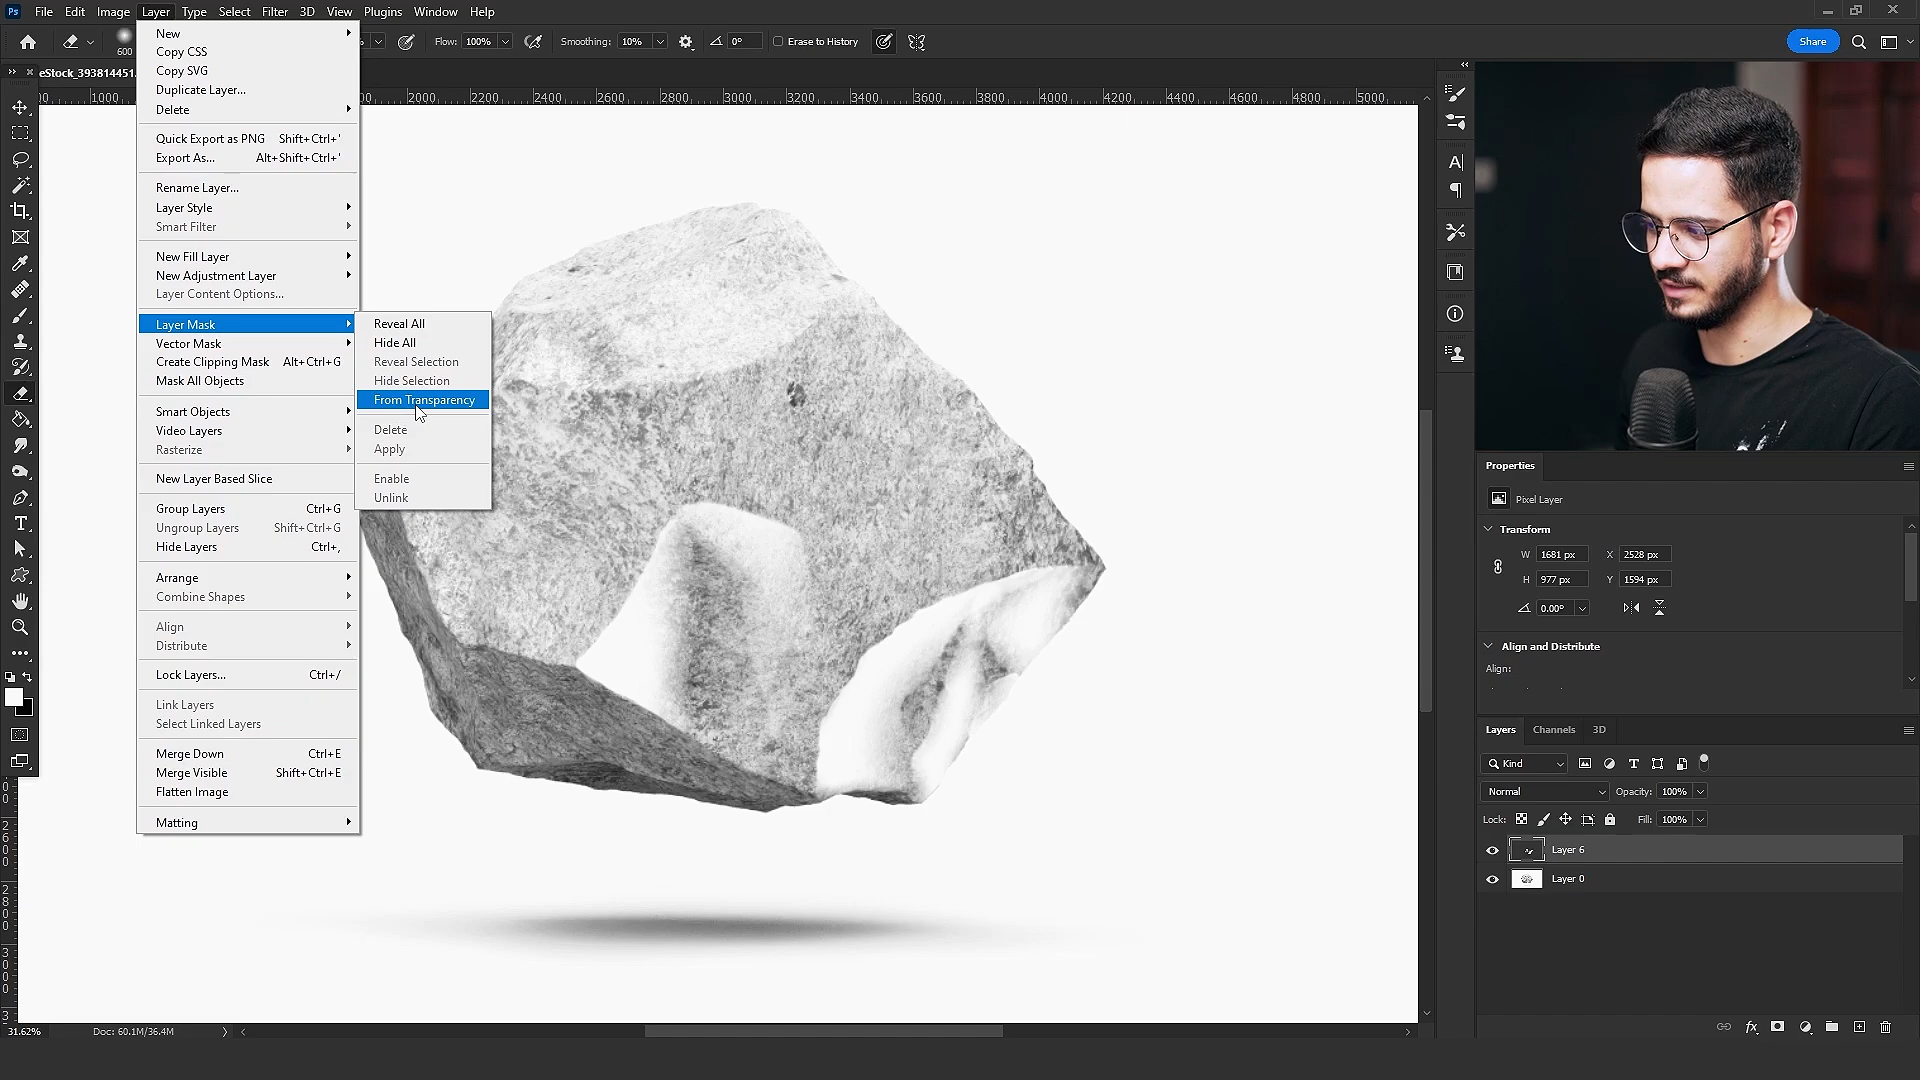 Ps File Edit Image Layer Type Select Filter 3D View Plugins Window Help
600
Flow: 100% Smoothing: 10% 0° Erase to History Share
eStock_393814451.
1000 2000 2200 2400 2600 2800 3000 3200 3400 3600 3800 4000 4200 4400 4600 4800 5000
New
Copy CSS
Copy SVG
Duplicate Layer...
Delete
Quick Export as PNG Shift+Ctrl+'
Export As... Alt+Shift+Ctrl+'
Rename Layer...
Layer Style
Smart Filter
New Fill Layer
New Adjustment Layer
Layer Content Options...
Layer Mask
Vector Mask
Create Clipping Mask Alt+Ctrl+G
Mask All Objects
Smart Objects
Video Layers
Rasterize
New Layer Based Slice
Group Layers Ctrl+G
Ungroup Layers Shift+Ctrl+G
Hide Layers Ctrl+,
Arrange
Combine Shapes
Align
Distribute
Lock Layers... Ctrl+/
Link Layers
Select Linked Layers
Merge Down Ctrl+E
Merge Visible Shift+Ctrl+E
Flatten Image
Matting
Reveal All
Hide All
Reveal Selection
Hide Selection
From Transparency
Delete
Apply
Enable
Unlink
Properties
Pixel Layer
Transform
W 1681 px X 2528 px
H 977 px Y 1594 px
0.00°
Align and Distribute
Align:
Layers Channels 3D
Kind
Normal Opacity: 100%
Lock: Fill: 100%
Layer 6
Layer 0
31.62% Doc: 60.1M/36.4M